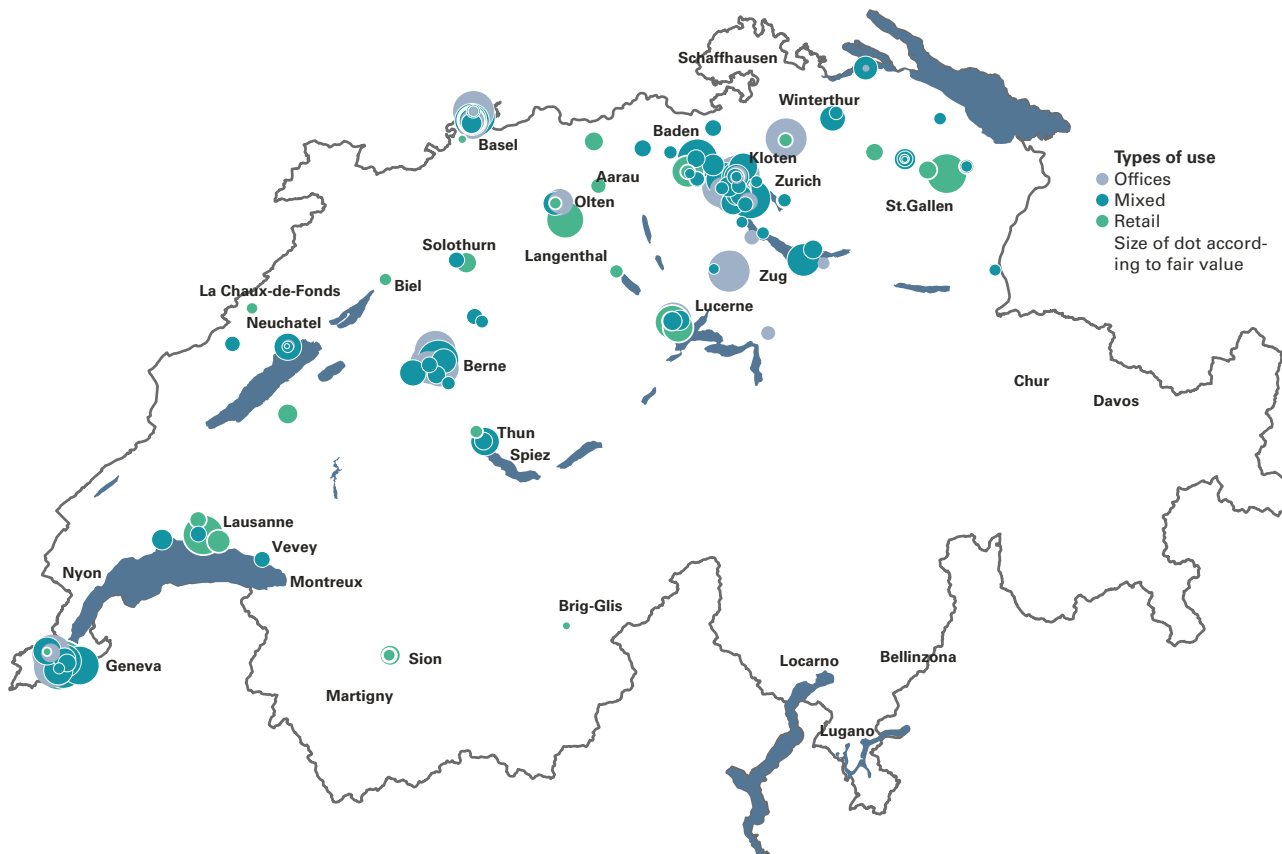 Schaffhausen
Winterthur
Basel
Baden
Kloten
Aarau
Zurich
Olten
St.Gallen
Types of use
Offices
Mixed
Retail
Size of dot accord-
ing to fair value
Solothurn
Langenthal
Zug
Biel
La Chaux-de-Fonds
Neuchatel
Lucerne
Berne
Chur
Davos
Thun
Spiez
Lausanne
Vevey
Nyon
Montreux
Brig-Glis
Geneva
Sion
Martigny
Locarno
Bellinzona
Lugano